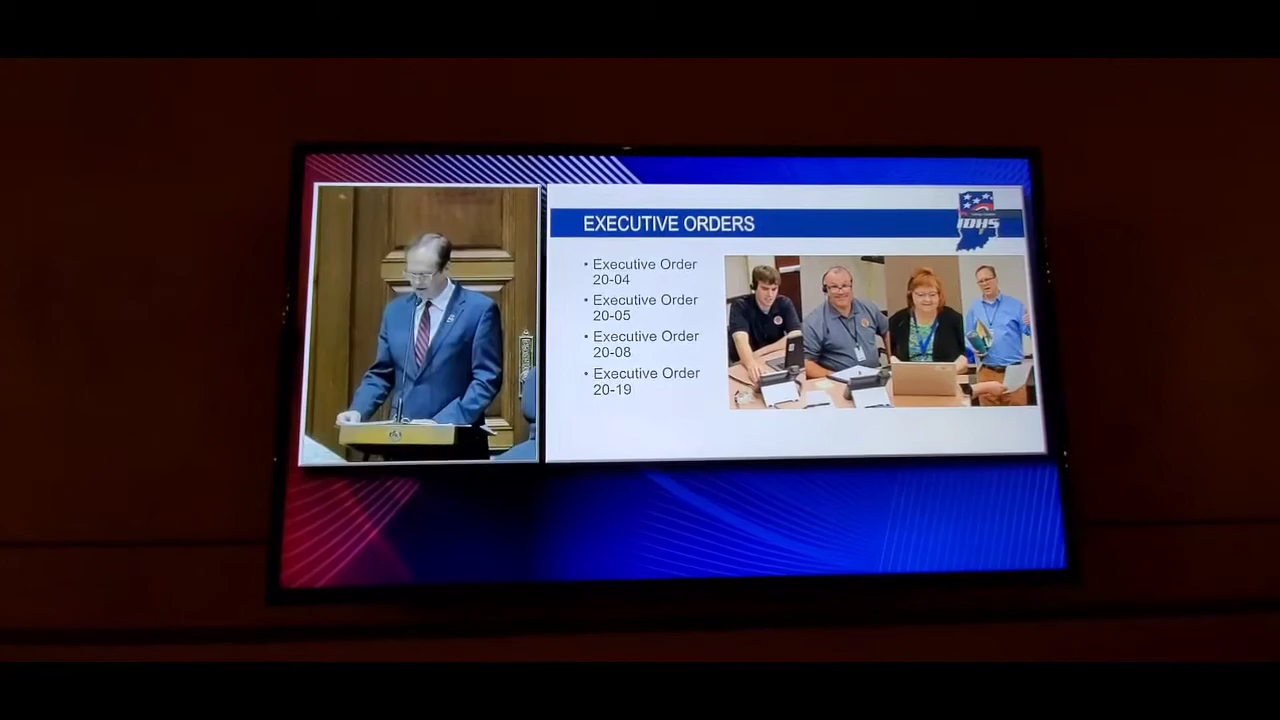 EXECUTIVE ORDERS
IDHS
• Executive Order
20-04
• Executive Order
20-05
• Executive Order
20-08
• Executive Order
20-19